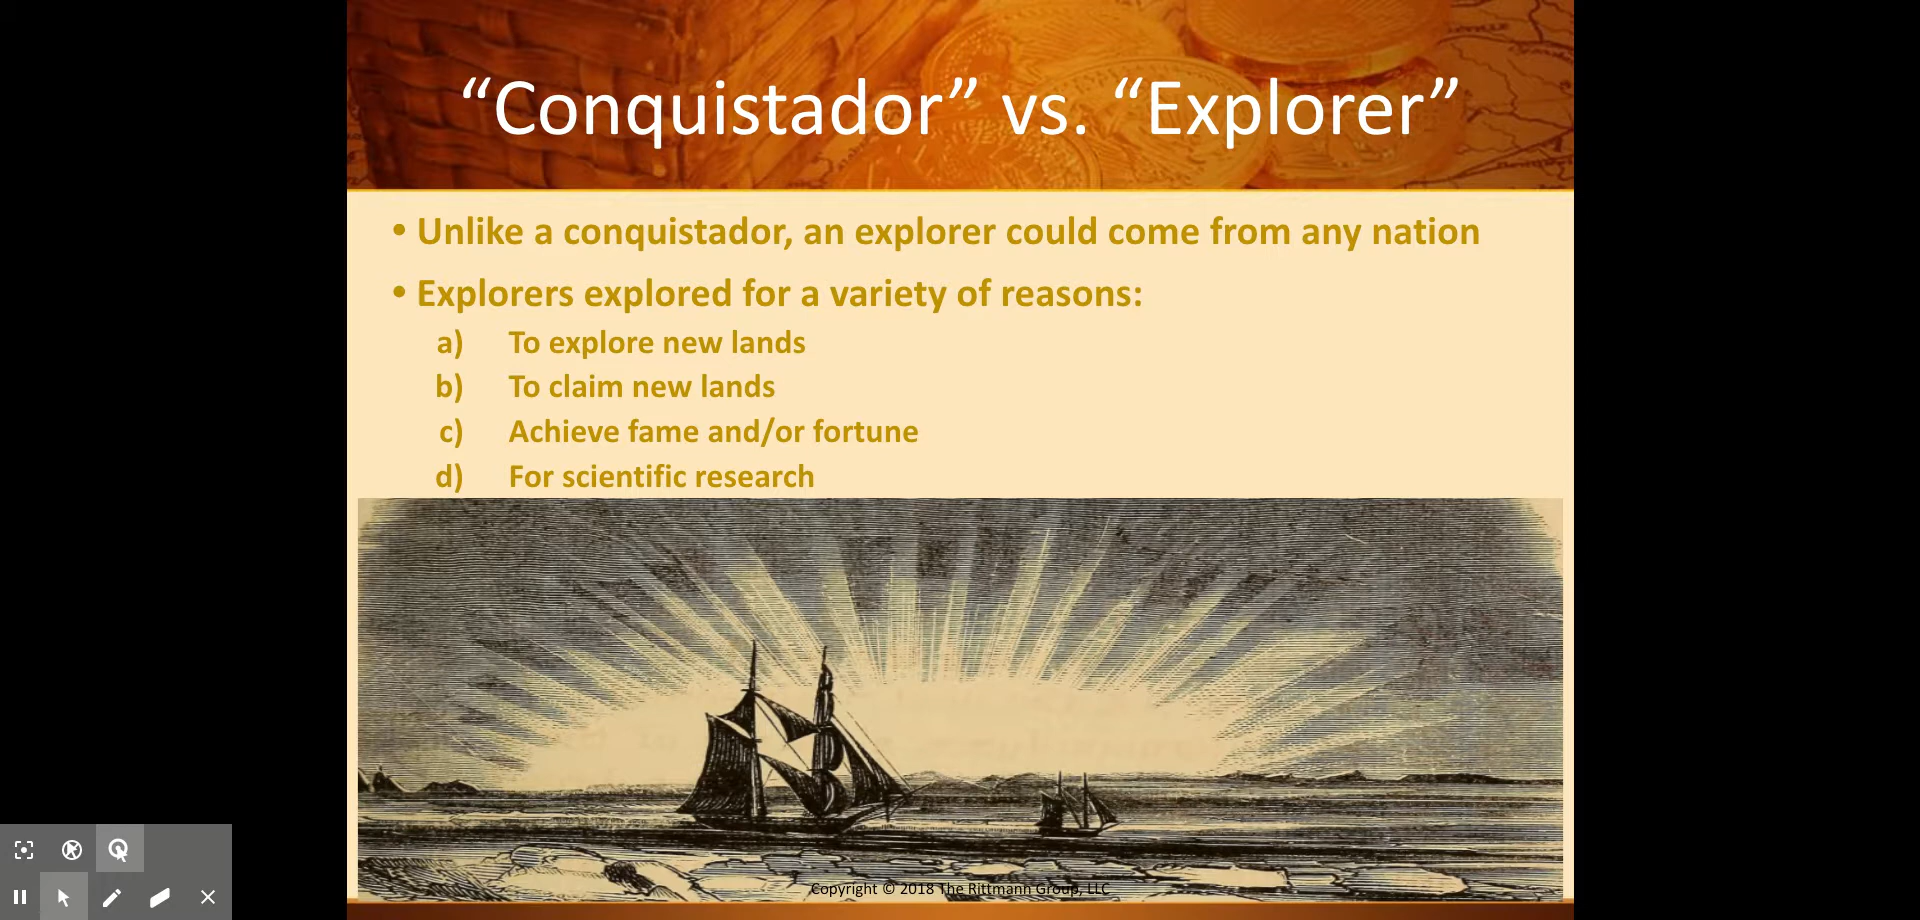 “Conquistador” vs. “Explorer”
• Unlike a conquistador, an explorer could come from any nation
• Explorers explored for a variety of reasons:
a) To explore new lands
b) To claim new lands
c) Achieve fame and/or fortune
d) For scientific research
Copyright © 2018 The Rittmann Group, LLC